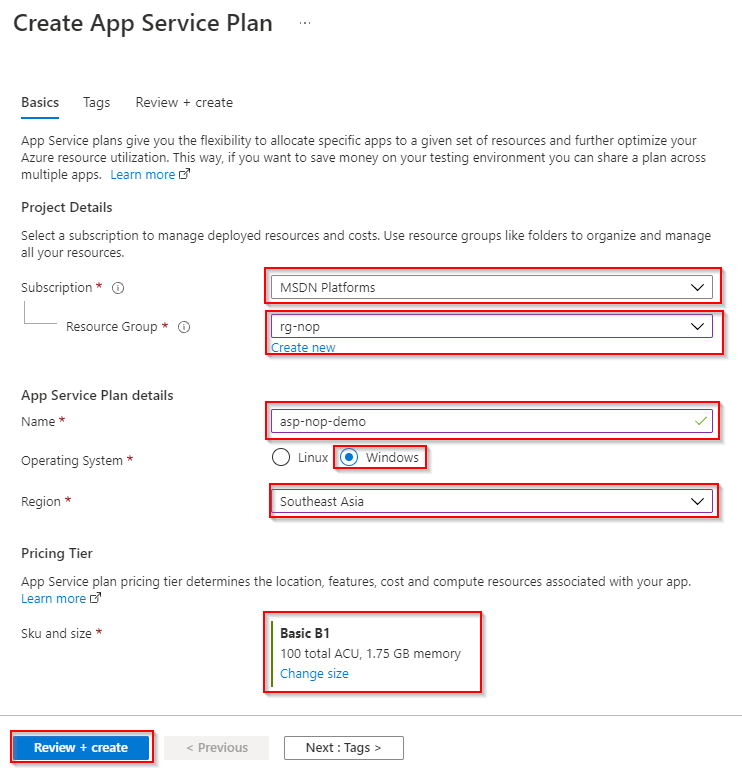 Create App Service Plan ...
Basics Tags Review + create
App Service plans give you the flexibility to allocate specific apps to a given set of resources and further optimize your
Azure resource utilization. This way, if you want to save money on your testing environment you can share a plan across
multiple apps. Learn more
Project Details
Select a subscription to manage deployed resources and costs. Use resource groups like folders to organize and manage
all your resources.
Subscription * MSDN Platforms
Resource Group * rg-nop
Create new
App Service Plan details
Name * asp-nop-demo
Operating System * Linux Windows
Region * Southeast Asia
Pricing Tier
App Service plan pricing tier determines the location, features, cost and compute resources associated with your app.
Learn more
Sku and size * Basic B1
100 total ACU, 1.75 GB memory
Change size
Review + create < Previous Next : Tags >